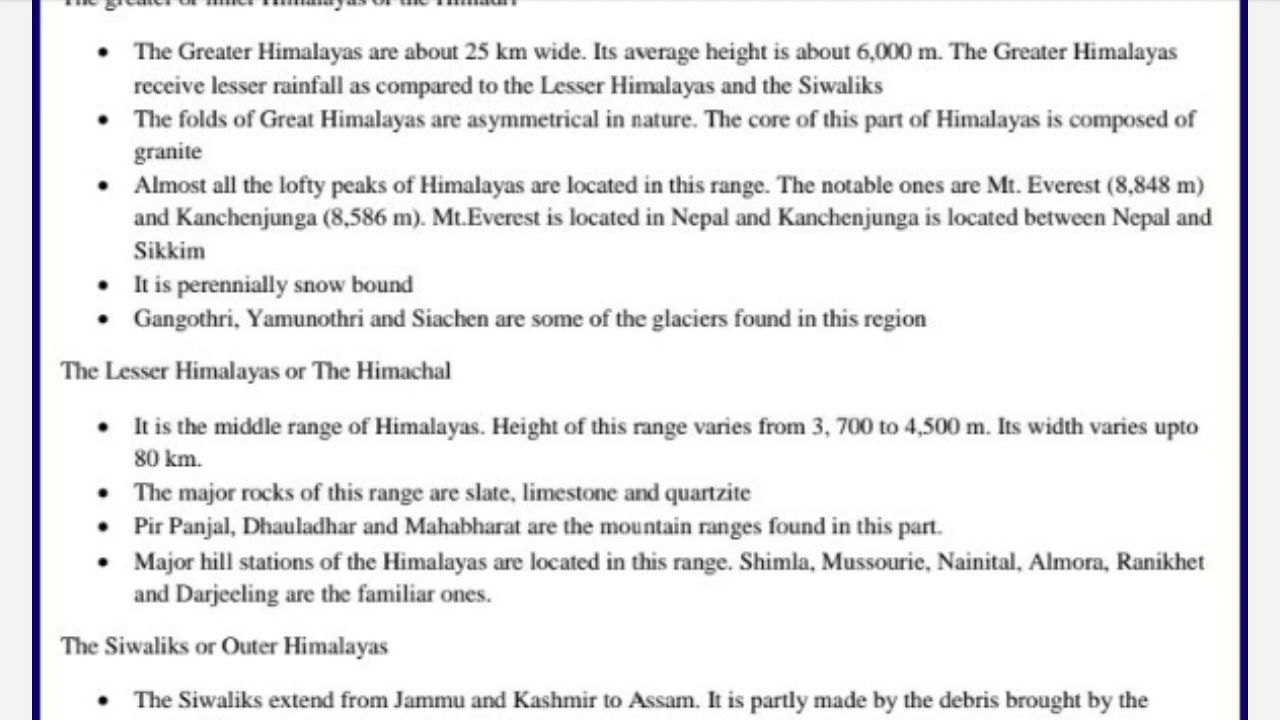 The greater or inner Himalayas or the Himadri
• The Greater Himalayas are about 25 km wide. Its average height is about 6,000 m. The Greater Himalayas
receive lesser rainfall as compared to the Lesser Himalayas and the Siwaliks
• The folds of Great Himalayas are asymmetrical in nature. The core of this part of Himalayas is composed of
granite
• Almost all the lofty peaks of Himalayas are located in this range. The notable ones are Mt. Everest (8,848 m)
and Kanchenjunga (8,586 m). Mt.Everest is located in Nepal and Kanchenjunga is located between Nepal and
Sikkim
• It is perennially snow bound
• Gangothri, Yamunothri and Siachen are some of the glaciers found in this region
The Lesser Himalayas or The Himachal
• It is the middle range of Himalayas. Height of this range varies from 3, 700 to 4,500 m. Its width varies upto
80 km.
• The major rocks of this range are slate, limestone and quartzite
• Pir Panjal, Dhauladhar and Mahabharat are the mountain ranges found in this part.
• Major hill stations of the Himalayas are located in this range. Shimla, Mussourie, Nainital, Almora, Ranikhet
and Darjeeling are the familiar ones.
The Siwaliks or Outer Himalayas
• The Siwaliks extend from Jammu and Kashmir to Assam. It is partly made by the debris brought by the